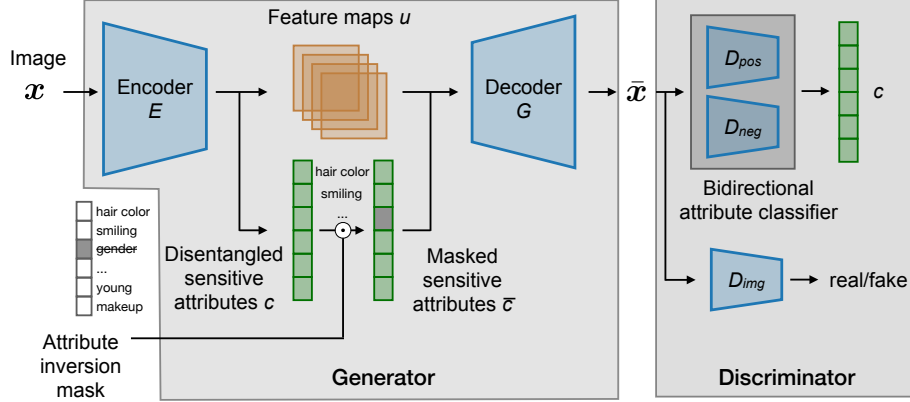 Image
x
Encoder
E
Feature maps u
Decoder
G
x̄
D_pos
D_neg
c
Bidirectional
attribute classifier
hair color
smiling
...
Disentangled
sensitive
attributes c
Masked
sensitive
attributes c̄
hair color
smiling
gender
...
young
makeup
Attribute
inversion
mask
D_img
real/fake
Generator
Discriminator